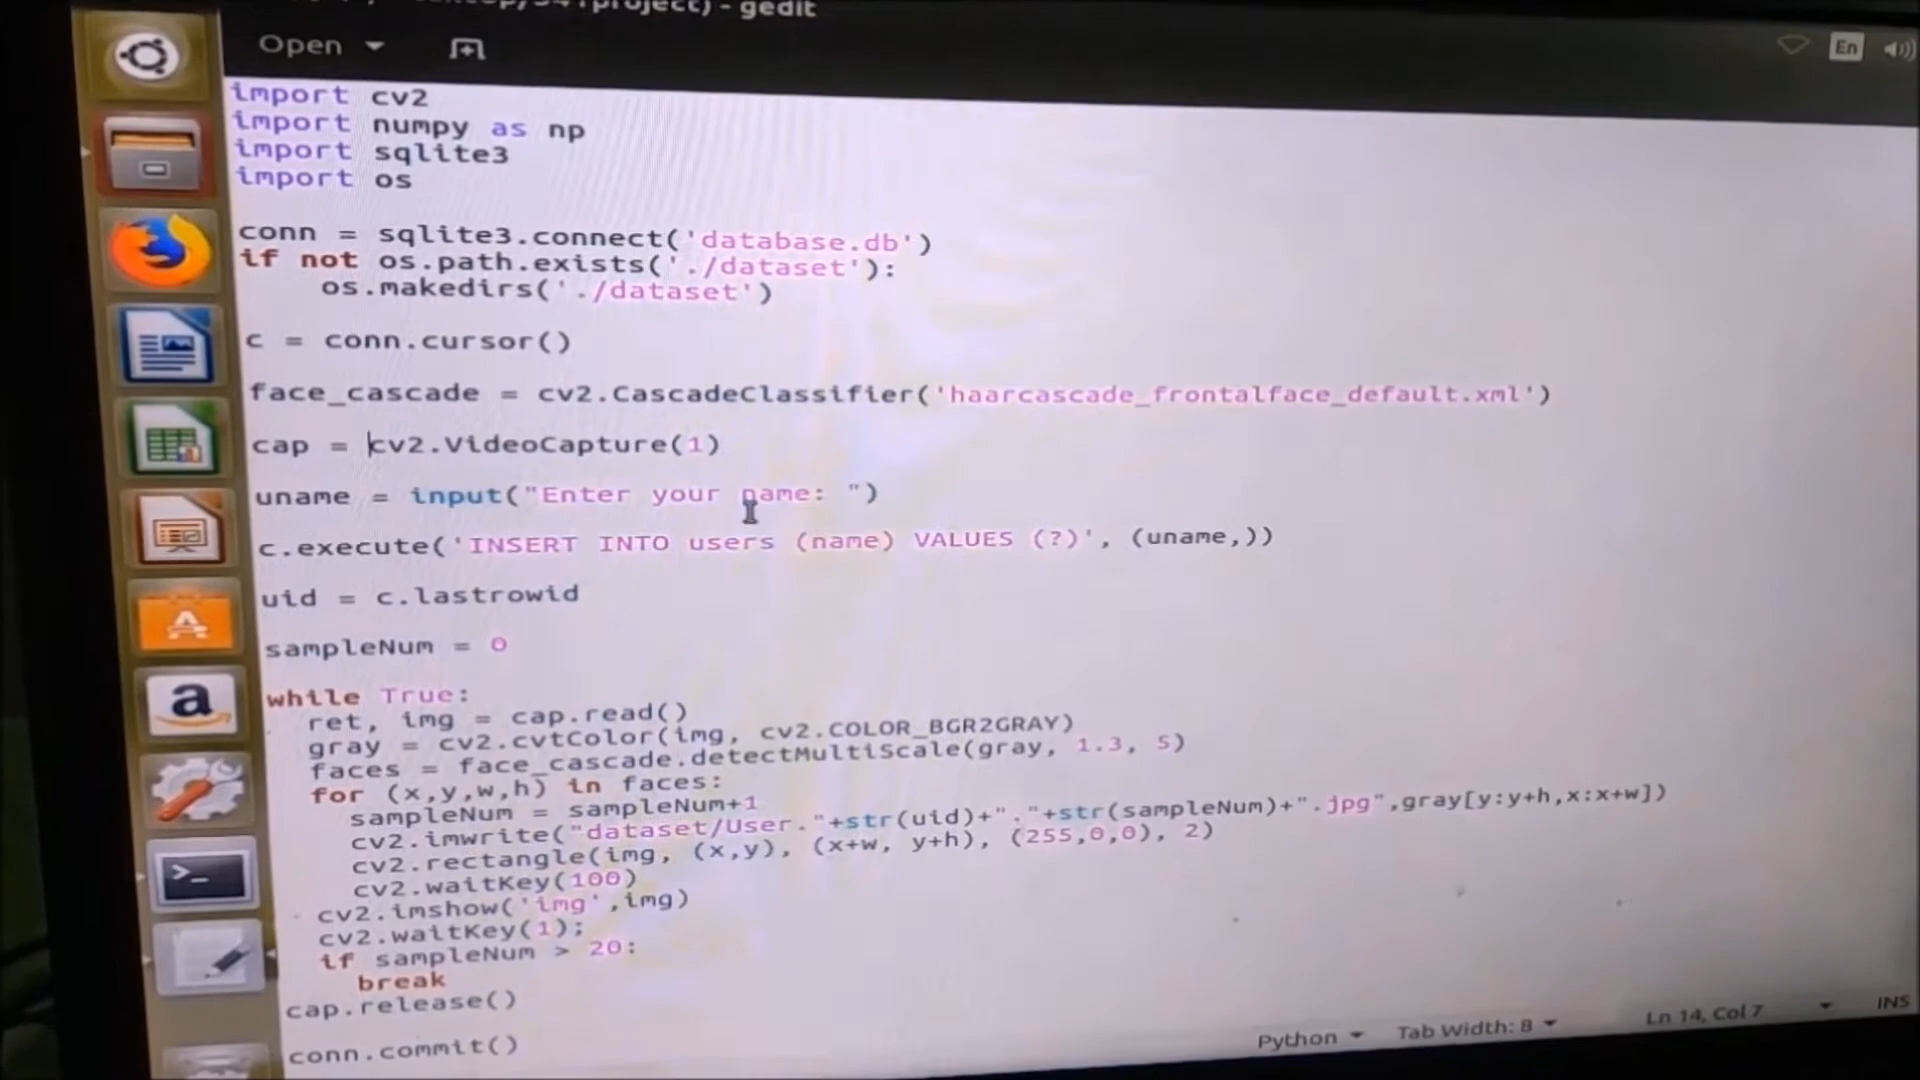 project) - gedit
Open
En
import cv2
import numpy as np
import sqlite3
import os
conn = sqlite3.connect('database.db')
if not os.path.exists('./dataset'):
    os.makedirs('./dataset')
c = conn.cursor()
face_cascade = cv2.CascadeClassifier('haarcascade_frontalface_default.xml')
cap = cv2.VideoCapture(1)
uname = input("Enter your name: ")
c.execute('INSERT INTO users (name) VALUES (?)', (uname,))
uid = c.lastrowid
sampleNum = 0
while True:
    ret, img = cap.read()
    gray = cv2.cvtColor(img, cv2.COLOR_BGR2GRAY)
    faces = face_cascade.detectMultiScale(gray, 1.3, 5)
    for (x,y,w,h) in faces:
        sampleNum = sampleNum+1
        cv2.imwrite("dataset/User."+str(uid)+"."+str(sampleNum)+".jpg",gray[y:y+h,x:x+w])
        cv2.rectangle(img, (x,y), (x+w, y+h), (255,0,0), 2)
        cv2.waitKey(100)
    cv2.imshow('img',img)
    cv2.waitKey(1);
    if sampleNum > 20:
        break
cap.release()
conn.commit()
Python
Tab Width: 8
Ln 14, Col 7
INS